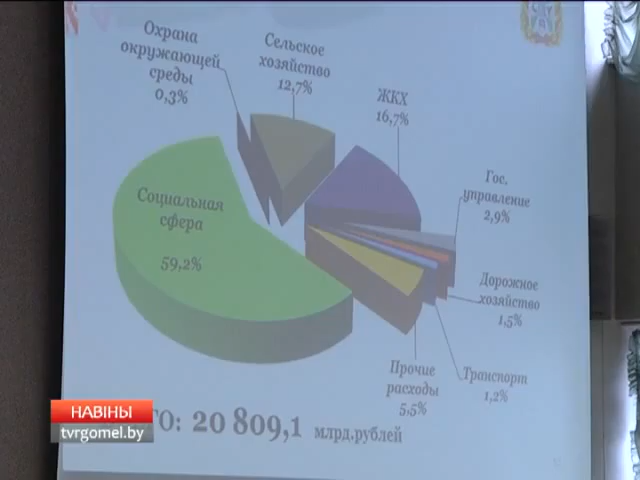 Охрана
окружающей
среды
0,3%
Сельское
хозяйство
12,7%
ЖКХ
16,7%
Гос.
управление
2,9%
Социальная
сфера
59,2%
Дорожное
хозяйство
1,5%
Транспорт
1,2%
Прочие
расходы
5,5%
ГО: 20 809,1 млрд.рублей
НАВІНЫ
tvrgomel.by